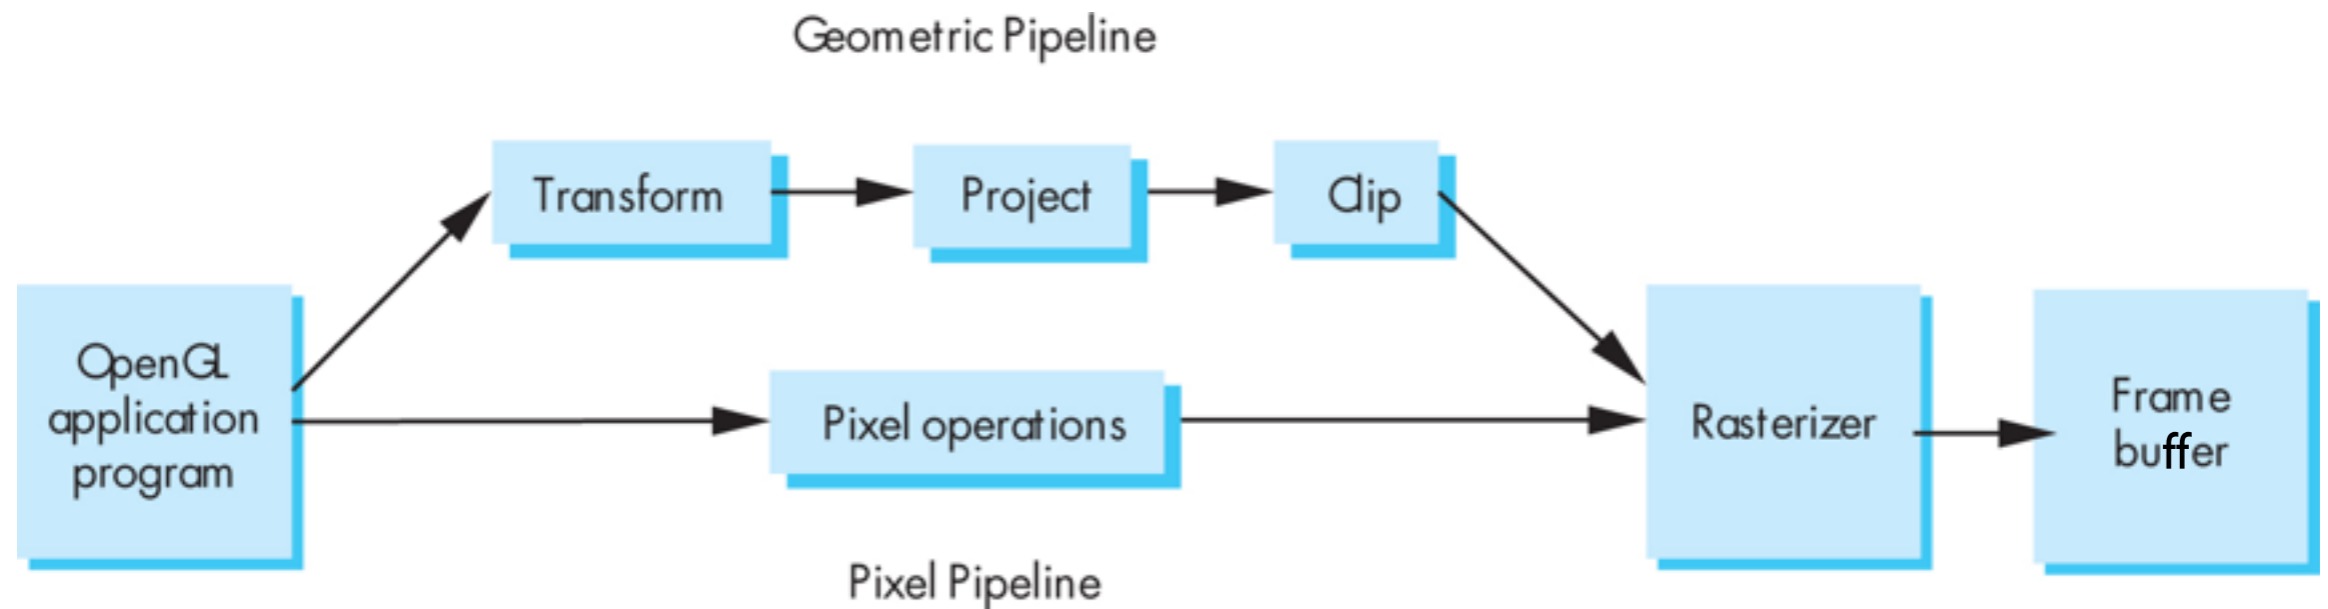 Geometric Pipeline
Transform
Project
Clip
OpenGL
application
program
Pixel operations
Rasterizer
Frame
buffer
Pixel Pipeline